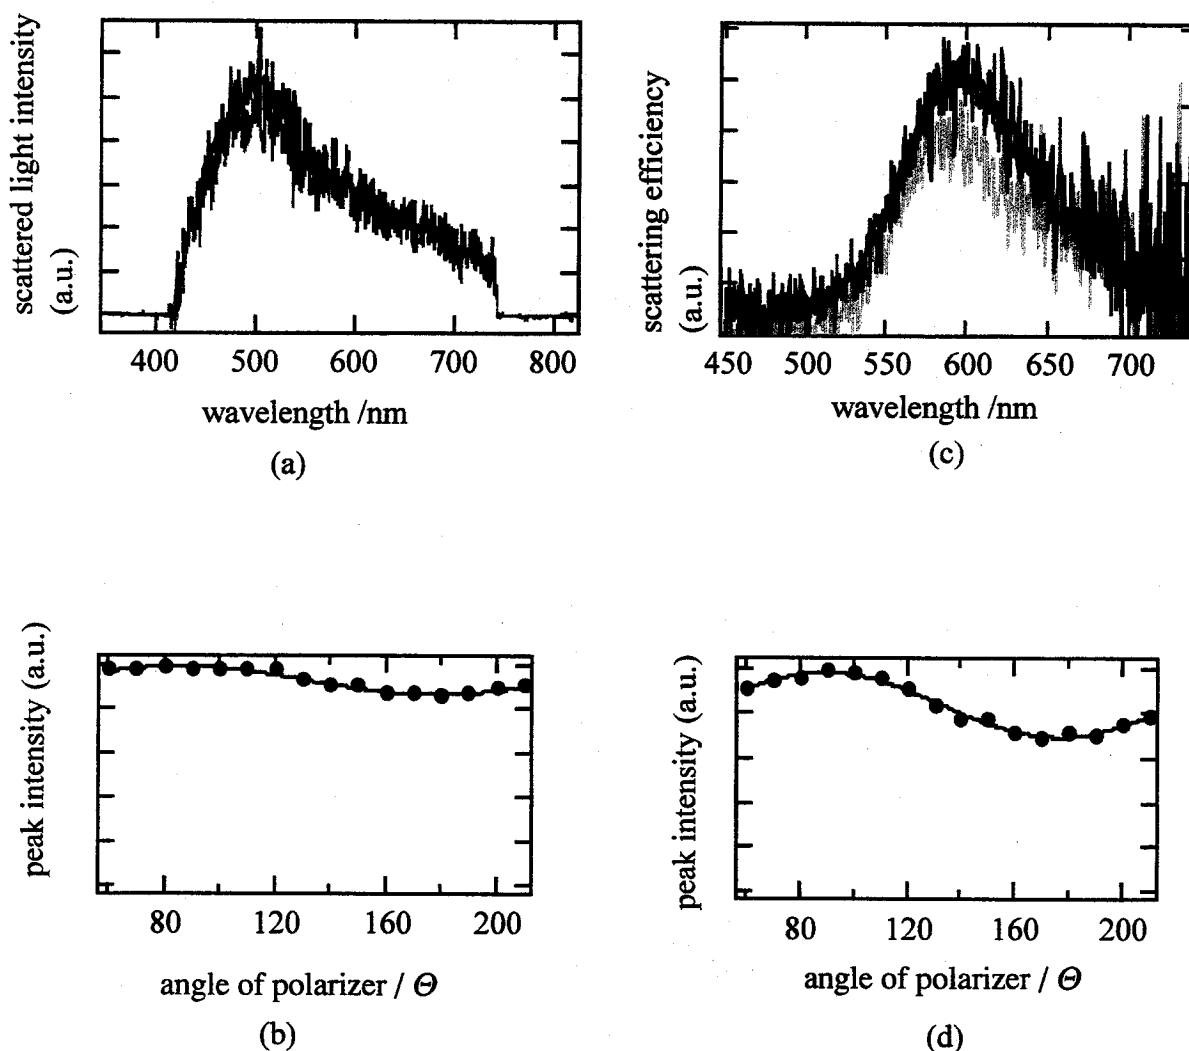 scattered light intensity
(a.u.)
400 500 600 700 800
wavelength /nm
(a)
scattering efficiency
(a.u.)
450 500 550 600 650 700
wavelength /nm
(c)
peak intensity (a.u.)
80 120 160 200
angle of polarizer / Θ
(b)
peak intensity (a.u.)
80 120 160 200
angle of polarizer / Θ
(d)